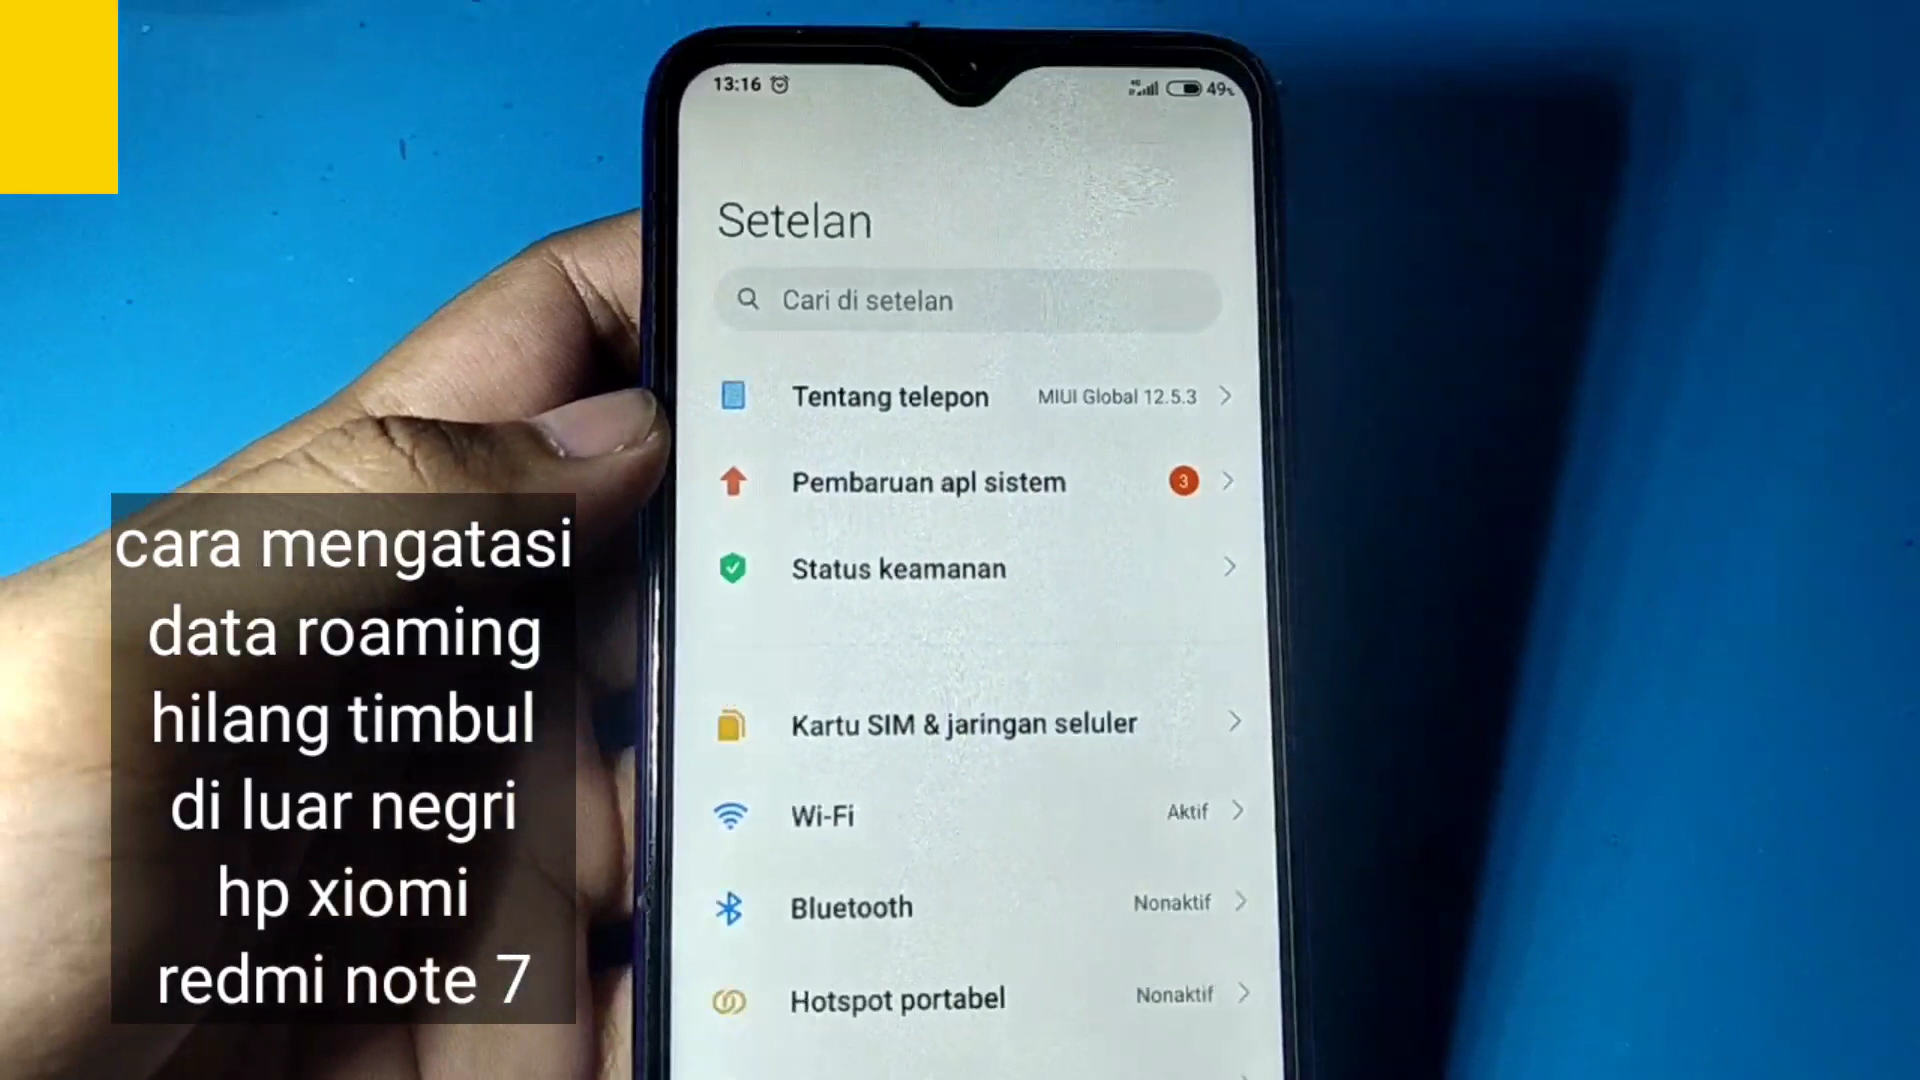 13:16
49%
Setelan
Cari di setelan
Tentang telepon MIUI Global 12.5.3
Pembaruan apl sistem 3
Status keamanan
Kartu SIM & jaringan seluler
Wi-Fi Aktif
Bluetooth Nonaktif
Hotspot portabel Nonaktif
cara mengatasi
data roaming
hilang timbul
di luar negri
hp xiomi
redmi note 7